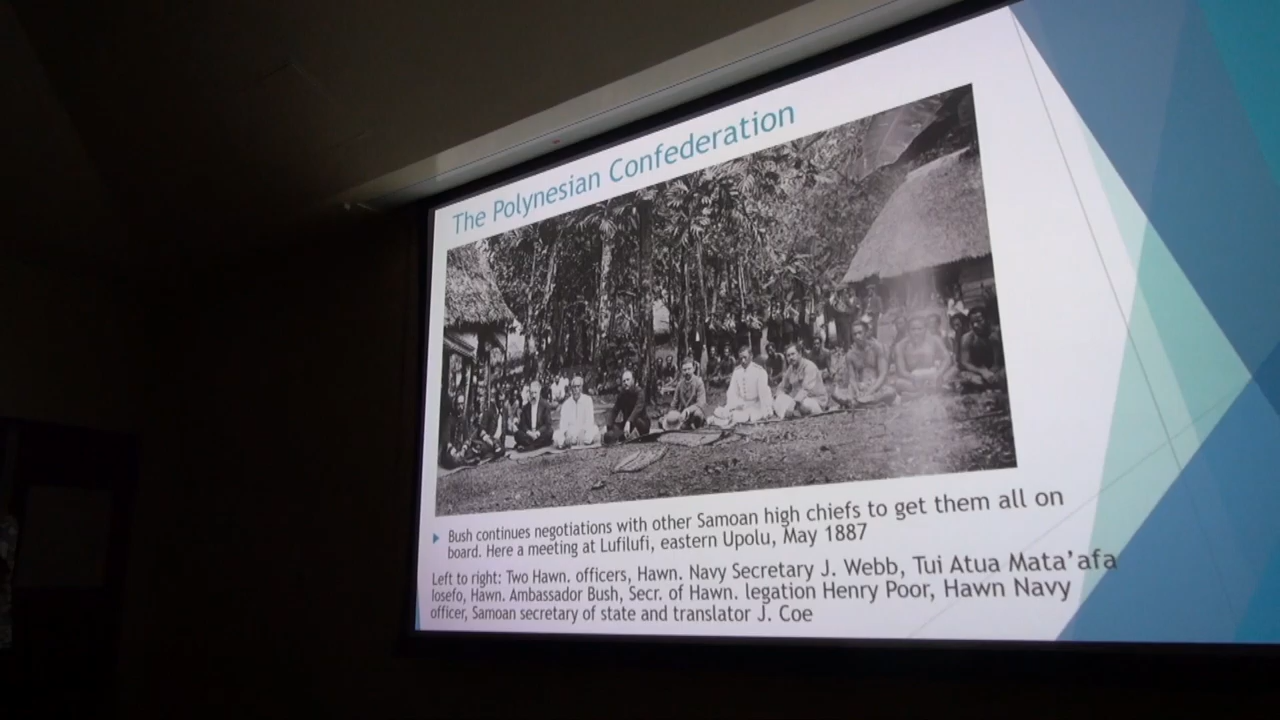 The Polynesian Confederation
Bush continues negotiations with other Samoan high chiefs to get them all on
board. Here a meeting at Lufilufi, eastern Upolu, May 1887
Left to right: Two Hawn. officers, Hawn. Navy Secretary J. Webb, Tui Atua Mata'afa
Iosefo, Hawn. Ambassador Bush, Secr. of Hawn. legation Henry Poor, Hawn Navy
officer, Samoan secretary of state and translator J. Coe